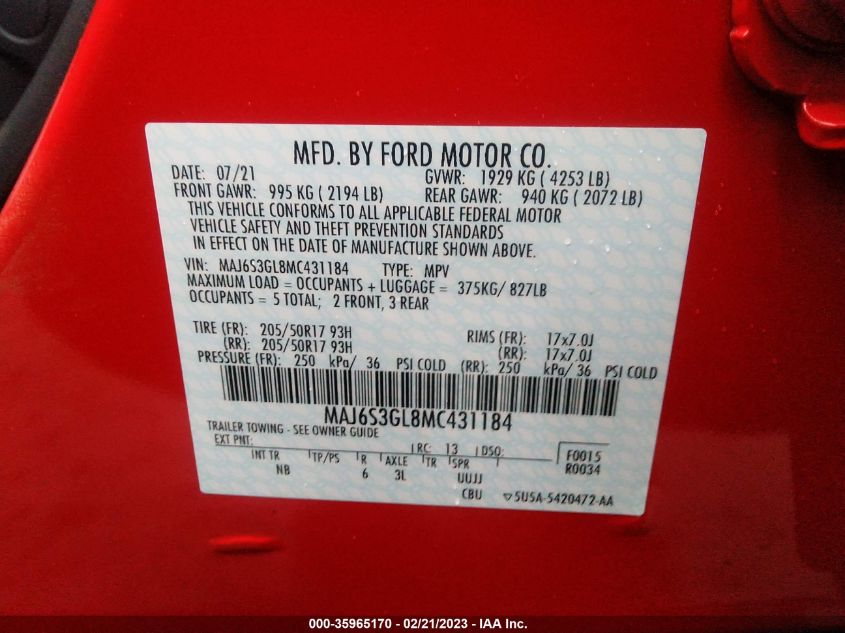 MFD. BY FORD MOTOR CO.
DATE: 07/21 GVWR: 1929 KG ( 4253 LB)
FRONT GAWR: 995 KG ( 2194 LB) REAR GAWR: 940 KG ( 2072 LB)
THIS VEHICLE CONFORMS TO ALL APPLICABLE FEDERAL MOTOR
VEHICLE SAFETY AND THEFT PREVENTION STANDARDS
IN EFFECT ON THE DATE OF MANUFACTURE SHOWN ABOVE.
VIN: MAJ6S3GL8MC431184 TYPE: MPV
MAXIMUM LOAD = OCCUPANTS + LUGGAGE = 375KG/ 827LB
OCCUPANTS = 5 TOTAL; 2 FRONT, 3 REAR
TIRE (FR): 205/50R17 93H RIMS (FR): 17x7.0J
(RR): 205/50R17 93H (RR): 17x7.0J
PRESSURE (FR): 250 kPa/ 36 PSI COLD (RR): 250 kPa/ 36 PSI COLD
MAJ6S3GL8MC431184
TRAILER TOWING - SEE OWNER GUIDE
EXT PNT: RC: 13 DSO: F0015
INT TR TP/PS R AXLE TR SPR R0034
NB 6 3L UUJJ
CBU 5U5A-5420472-AA
000-35965170 - 02/21/2023 - IAA Inc.